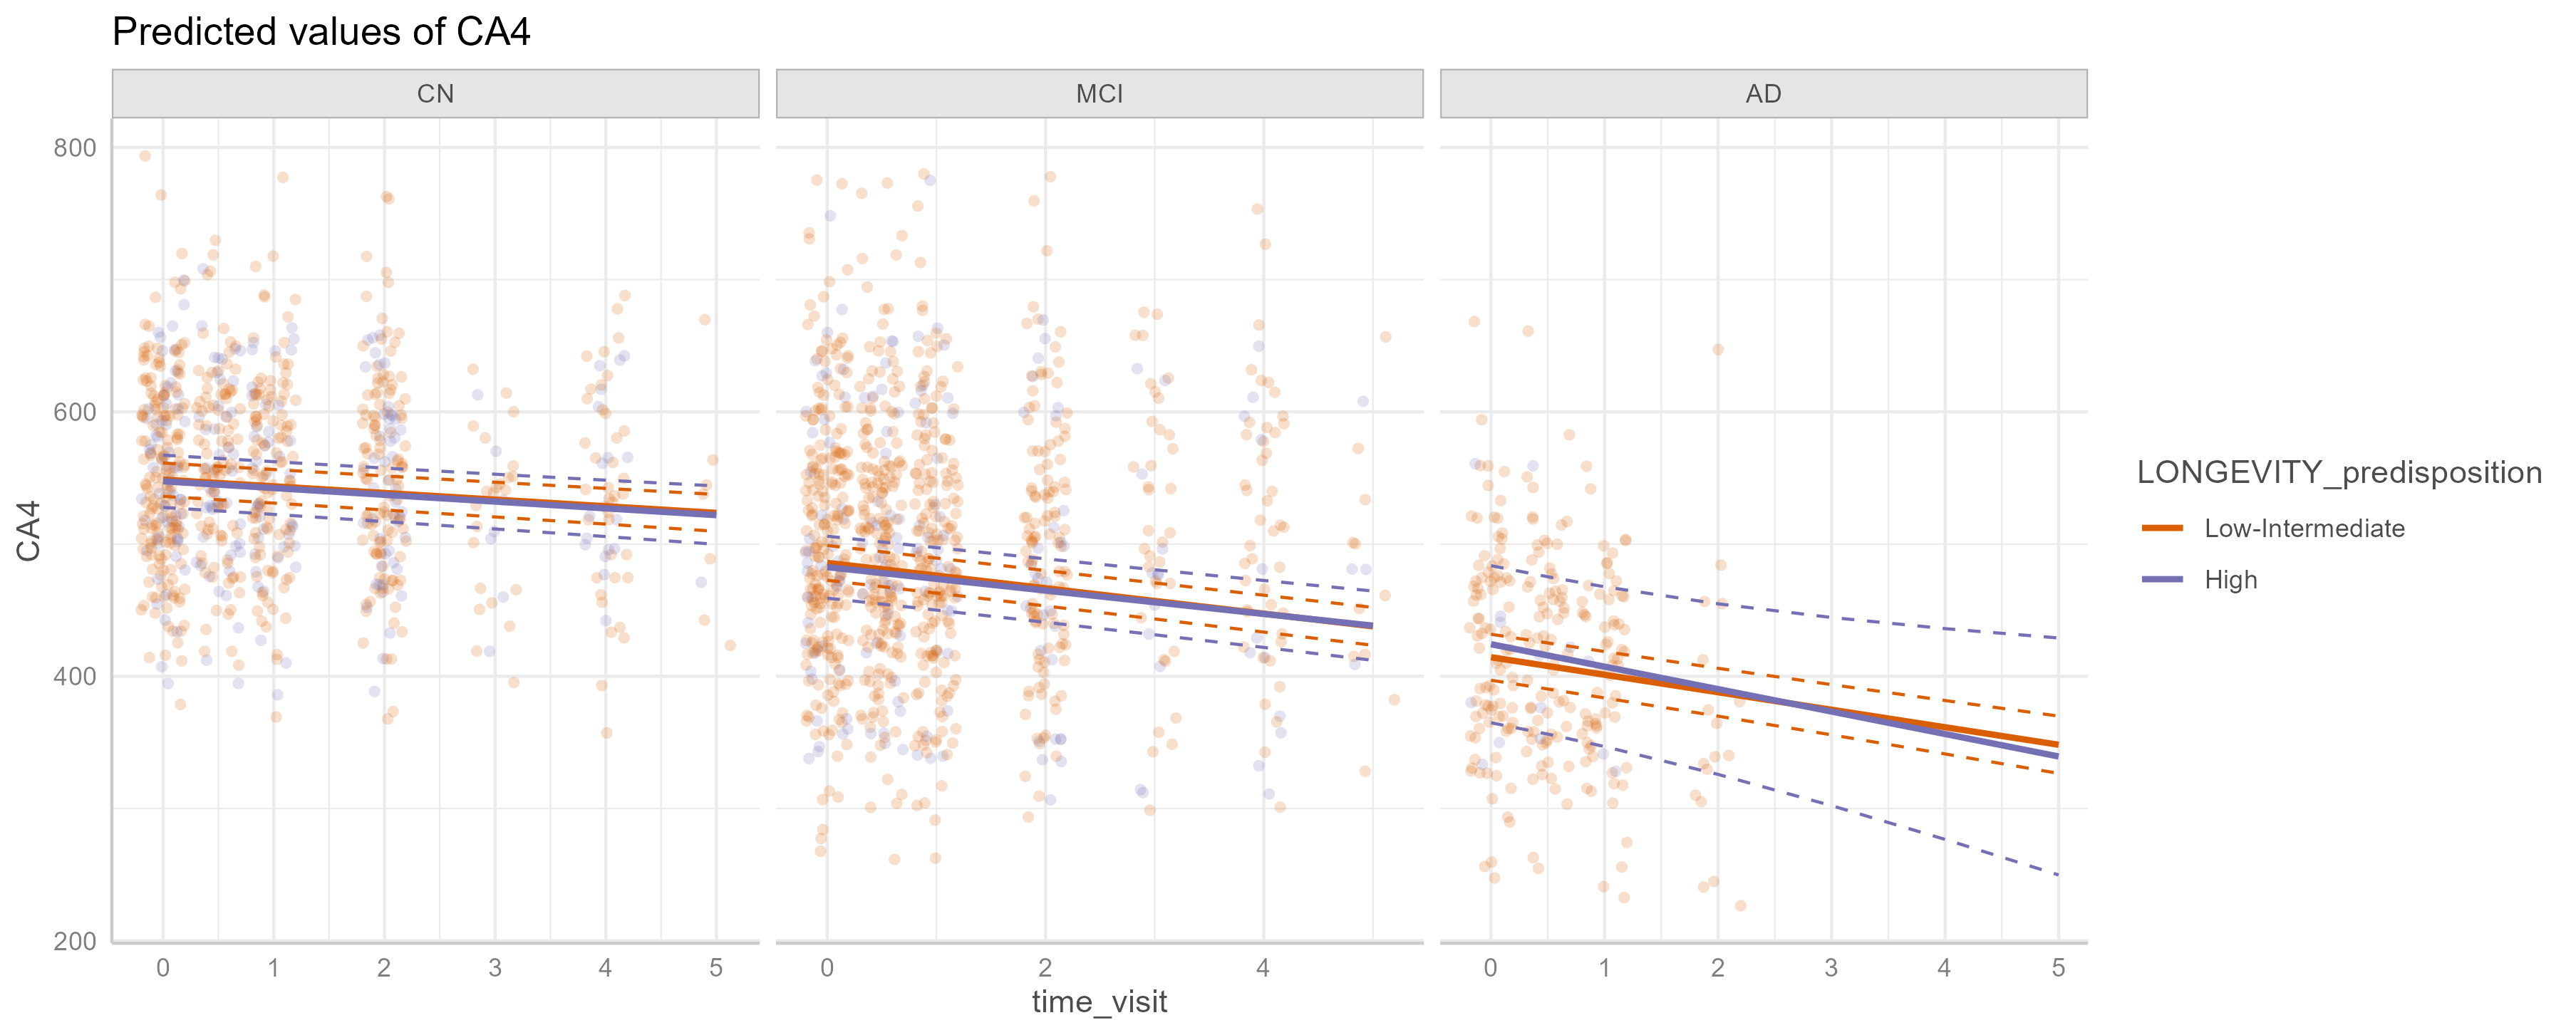 Predicted values of CA4
CN
MCI
AD
800
600
400
200
CA4
0 1 2 3 4 5
0 2 4
0 1 2 3 4 5
time_visit
LONGEVITY_predisposition
Low-Intermediate
High